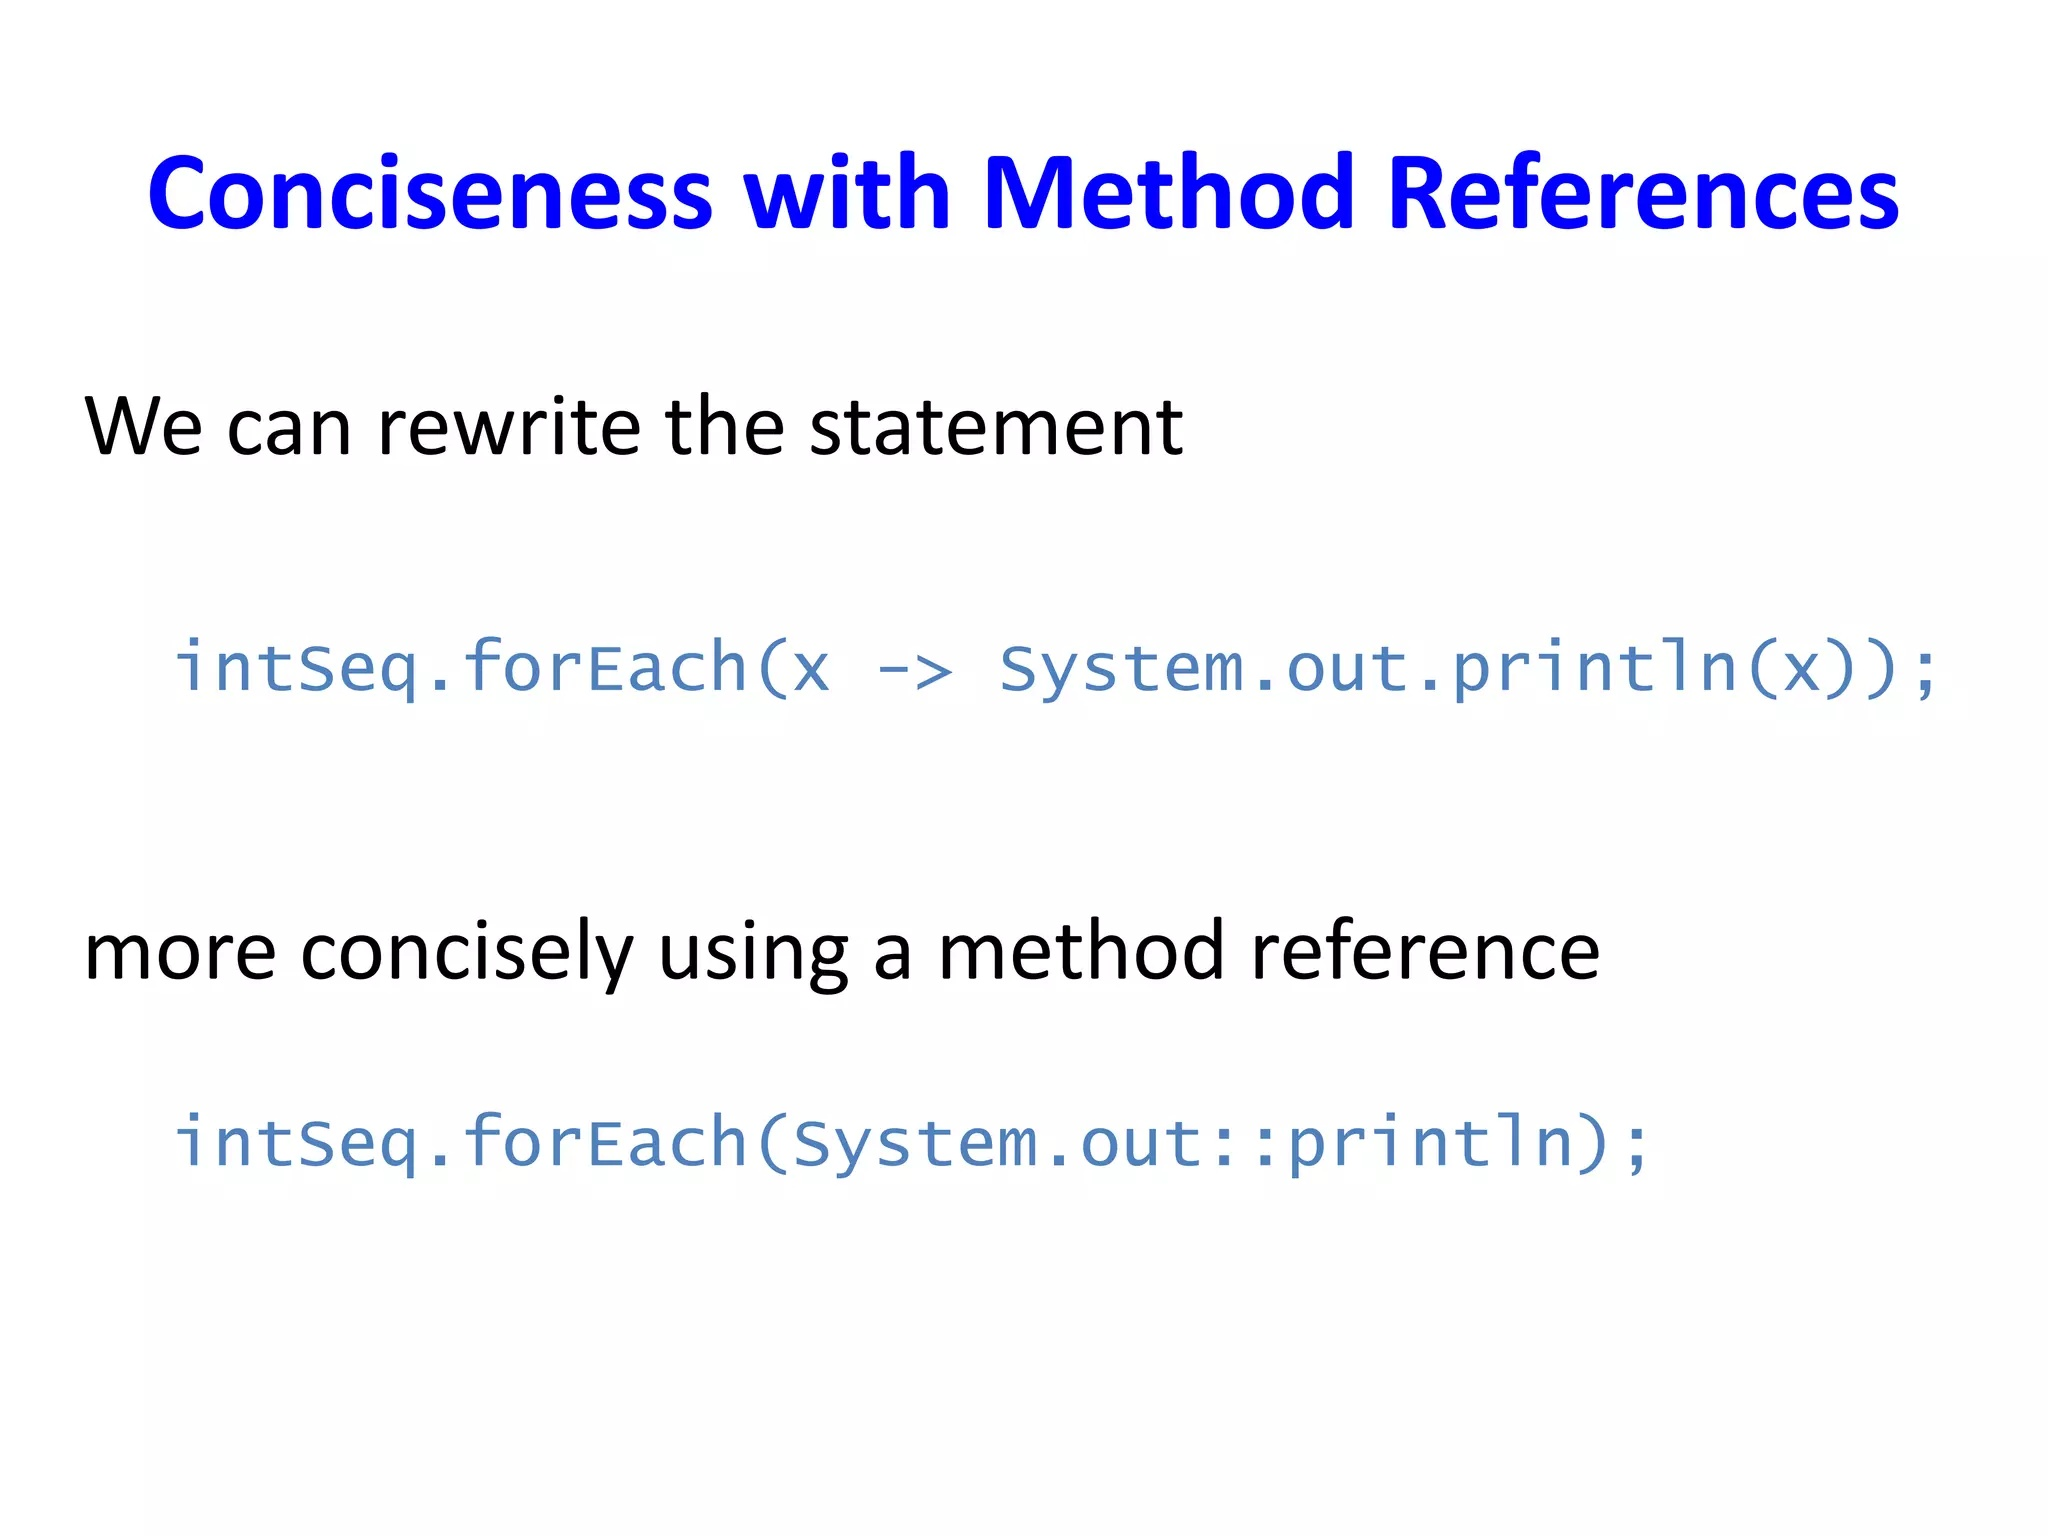 Conciseness with Method References
We can rewrite the statement
intSeq.forEach(x -> System.out.println(x));
more concisely using a method reference
intSeq.forEach(System.out::println);